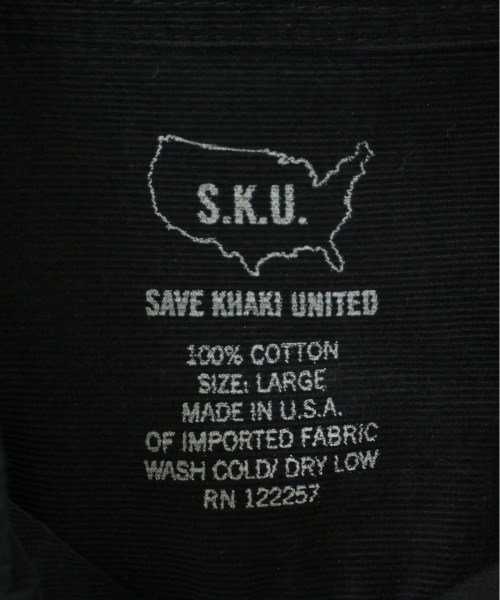 S.K.U.
SAVE KHAKI UNITED
100% COTTON
SIZE: LARGE
MADE IN U.S.A.
OF IMPORTED FABRIC
WASH COLD/ DRY LOW
RN 122257